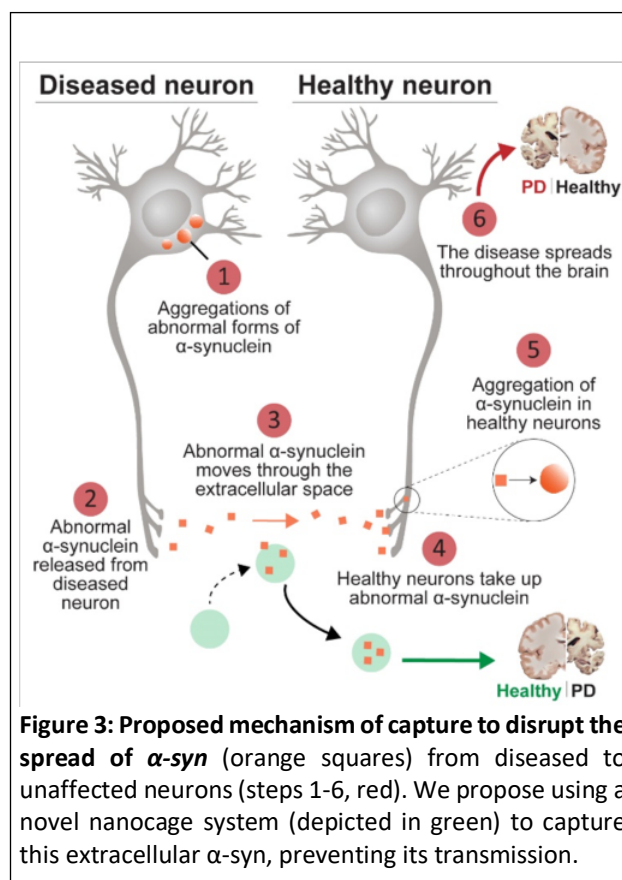 Diseased neuron
Healthy neuron
PD | Healthy
1
Aggregations of
abnormal forms of
α-synuclein
6
The disease spreads
throughout the brain
5
Aggregation of
α-synuclein in
healthy neurons
3
Abnormal α-synuclein
moves through the
extracellular space
2
Abnormal
α-synuclein
released from
diseased
neuron
4
Healthy neurons take up
abnormal α-synuclein
Healthy | PD
Figure 3: Proposed mechanism of capture to disrupt the
spread of α-syn (orange squares) from diseased to
unaffected neurons (steps 1-6, red). We propose using a
novel nanocage system (depicted in green) to capture
this extracellular α-syn, preventing its transmission.